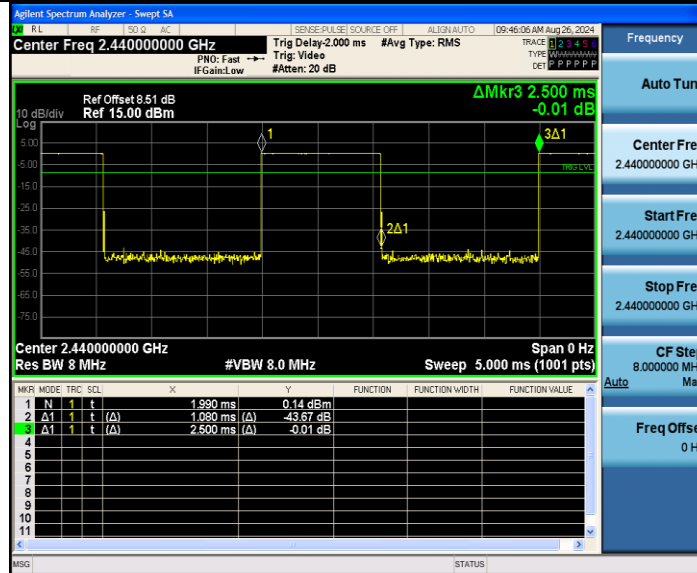 Agilent Spectrum Analyzer - Swept SA
RL RF 50 Ω AC SENSE:PULSE SOURCE OFF ALIGNAUTO 09:46:06 AM Aug 26, 2024
Center Freq 2.440000000 GHz
PNO: Fast
IFGain:Low
Trig Delay-2.000 ms #Avg Type: RMS
Trig: Video
#Atten: 20 dB
TRACE 1 2 3 4 5 6
TYPE WWWWWW
DET P P P P P P
Frequency
Auto Tun
Center Fre
2.440000000 GH
Start Fre
2.440000000 GH
Stop Fre
2.440000000 GH
CF Ste
8.000000 MH
Auto Ma
Freq Offse
0 H
ΔMkr3 2.500 ms
-0.01 dB
Ref Offset 8.51 dB
10 dB/div Ref 15.00 dBm
Log
5.00
-5.00
-15.0
-25.0
-35.0
-45.0
-55.0
-65.0
-75.0
1
3Δ1
TRIG LVL
2Δ1
Center 2.440000000 GHz Span 0 Hz
Res BW 8 MHz #VBW 8.0 MHz Sweep 5.000 ms (1001 pts)
MKR MODE TRC SCL X Y FUNCTION FUNCTION WIDTH FUNCTION VALUE
1 N 1 t 1.990 ms 0.14 dBm
2 Δ1 1 t (Δ) 1.080 ms (Δ) -43.67 dB
3 Δ1 1 t (Δ) 2.500 ms (Δ) -0.01 dB
4
5
6
7
8
9
10
11
MSG STATUS